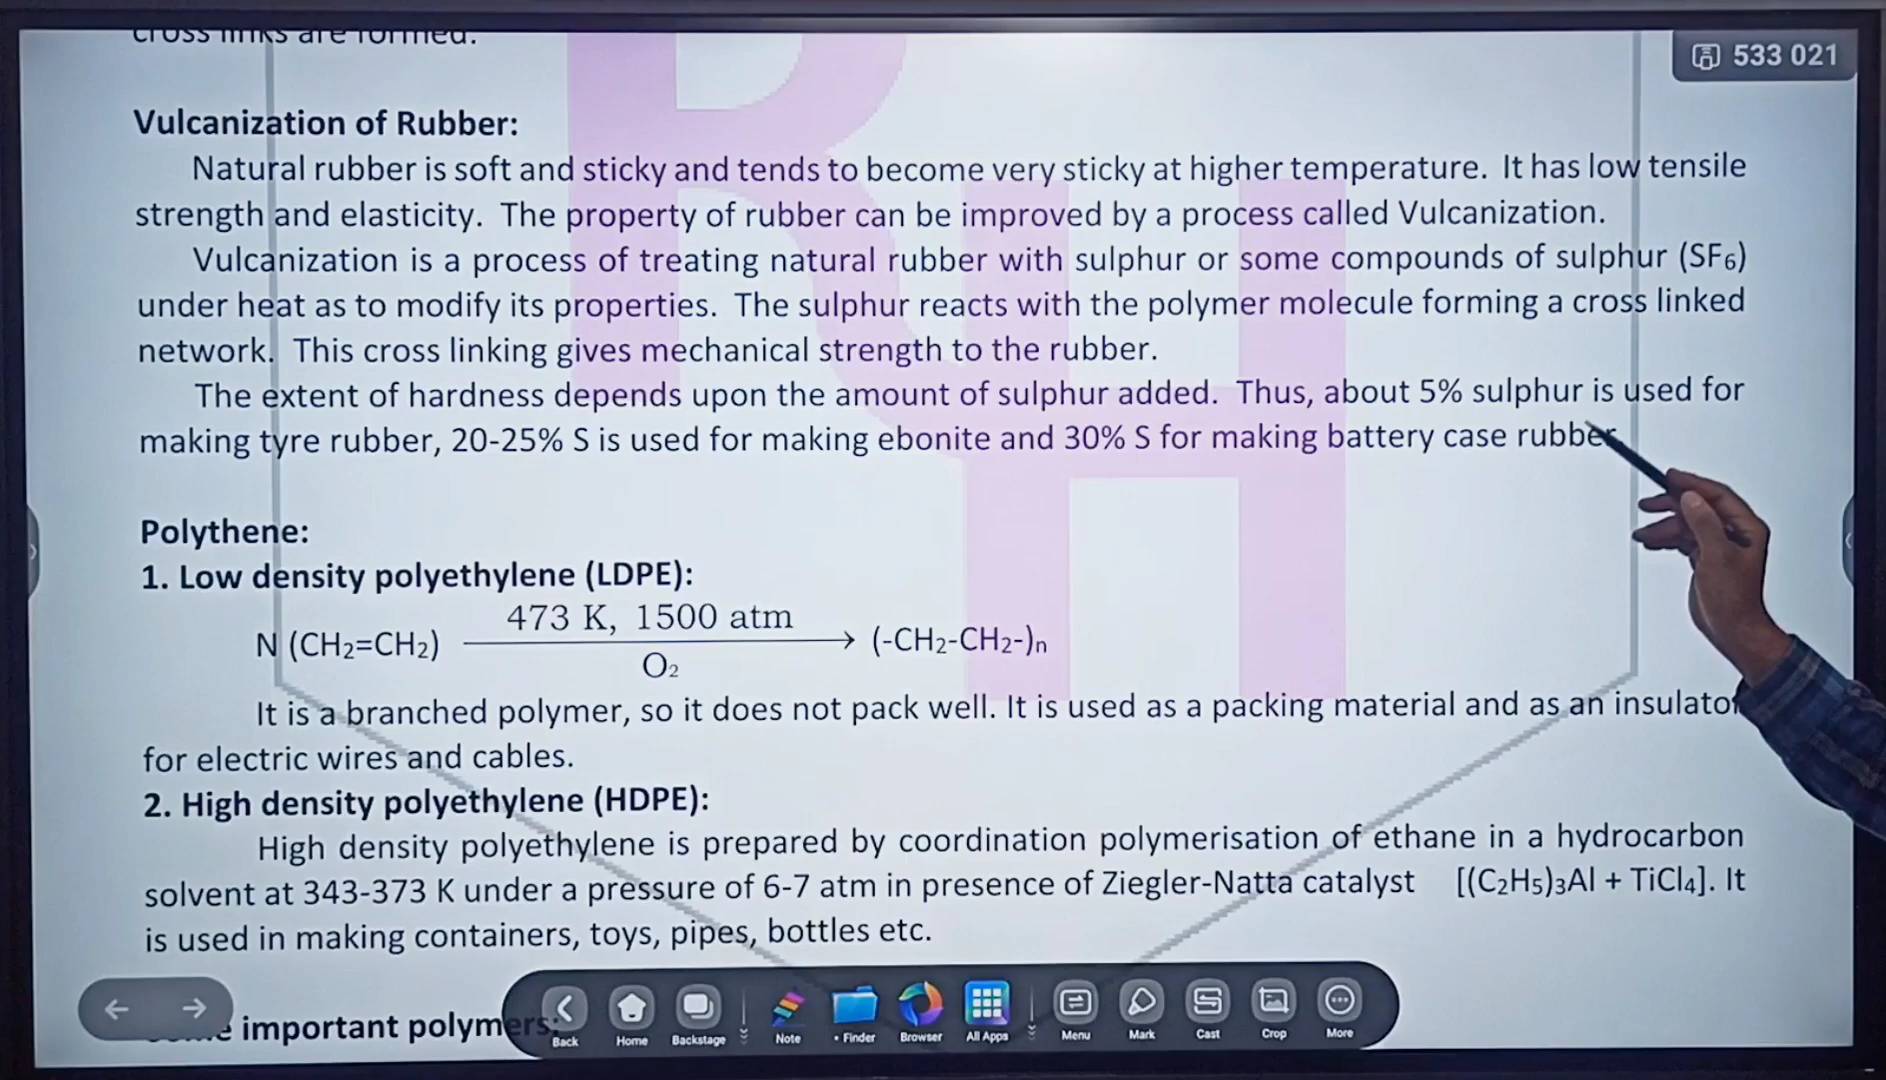 cross links are formed.
533 021
Vulcanization of Rubber:
Natural rubber is soft and sticky and tends to become very sticky at higher temperature. It has low tensile
strength and elasticity. The property of rubber can be improved by a process called Vulcanization.
Vulcanization is a process of treating natural rubber with sulphur or some compounds of sulphur (SF₆)
under heat as to modify its properties. The sulphur reacts with the polymer molecule forming a cross linked
network. This cross linking gives mechanical strength to the rubber.
The extent of hardness depends upon the amount of sulphur added. Thus, about 5% sulphur is used for
making tyre rubber, 20-25% S is used for making ebonite and 30% S for making battery case rubber
Polythene:
1. Low density polyethylene (LDPE):
473 K, 1500 atm
N (CH₂=CH₂) → (-CH₂-CH₂-)ₙ
O₂
It is a branched polymer, so it does not pack well. It is used as a packing material and as an insulator
for electric wires and cables.
2. High density polyethylene (HDPE):
High density polyethylene is prepared by coordination polymerisation of ethane in a hydrocarbon
solvent at 343-373 K under a pressure of 6-7 atm in presence of Ziegler-Natta catalyst [(C₂H₅)₃Al + TiCl₄]. It
is used in making containers, toys, pipes, bottles etc.
important polymers:
Back Home Backstage Note Finder Browser All Apps Menu Mark Cast Crop More